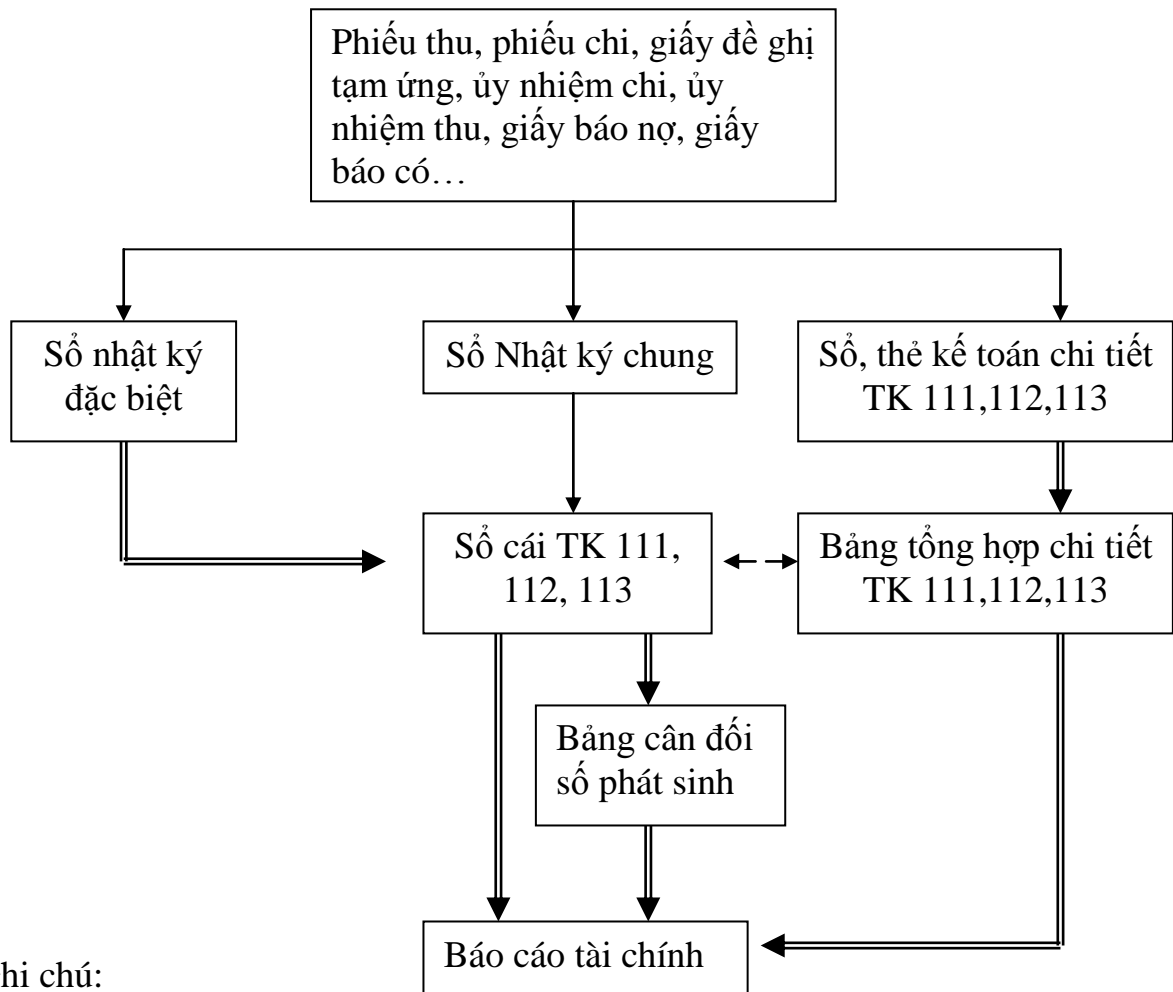 Phiếu thu, phiếu chi, giấy đề ghị
tạm ứng, ủy nhiệm chi, ủy
nhiệm thu, giấy báo nợ, giấy
báo có…
Sổ nhật ký
đặc biệt
Sổ Nhật ký chung
Sổ, thẻ kế toán chi tiết
TK 111,112,113
Sổ cái TK 111,
112, 113
Bảng tổng hợp chi tiết
TK 111,112,113
Bảng cân đối
số phát sinh
Báo cáo tài chính
hi chú: